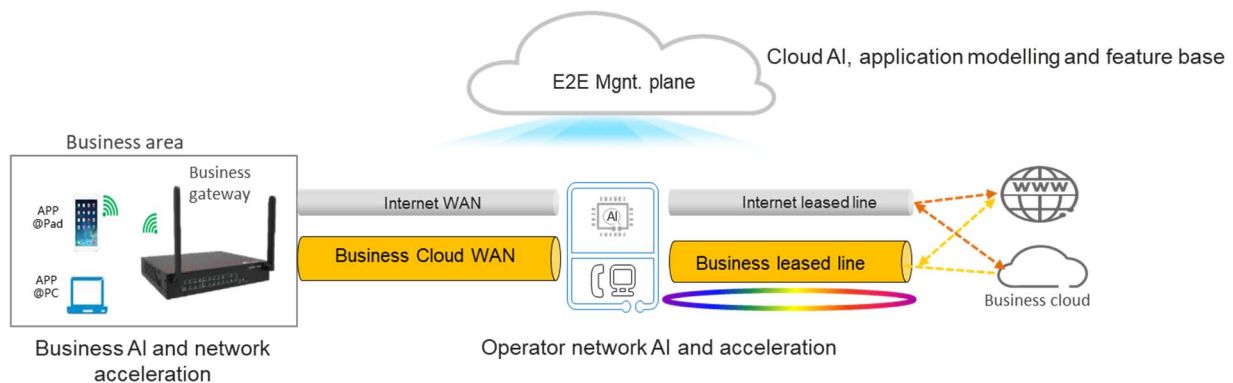 Cloud AI, application modelling and feature base
E2E Mgnt. plane
Business area
Business
gateway
APP
@Pad
APP
@PC
Internet WAN
Business Cloud WAN
AI
Internet leased line
Business leased line
WWW
Business cloud
Business AI and network
acceleration
Operator network AI and acceleration